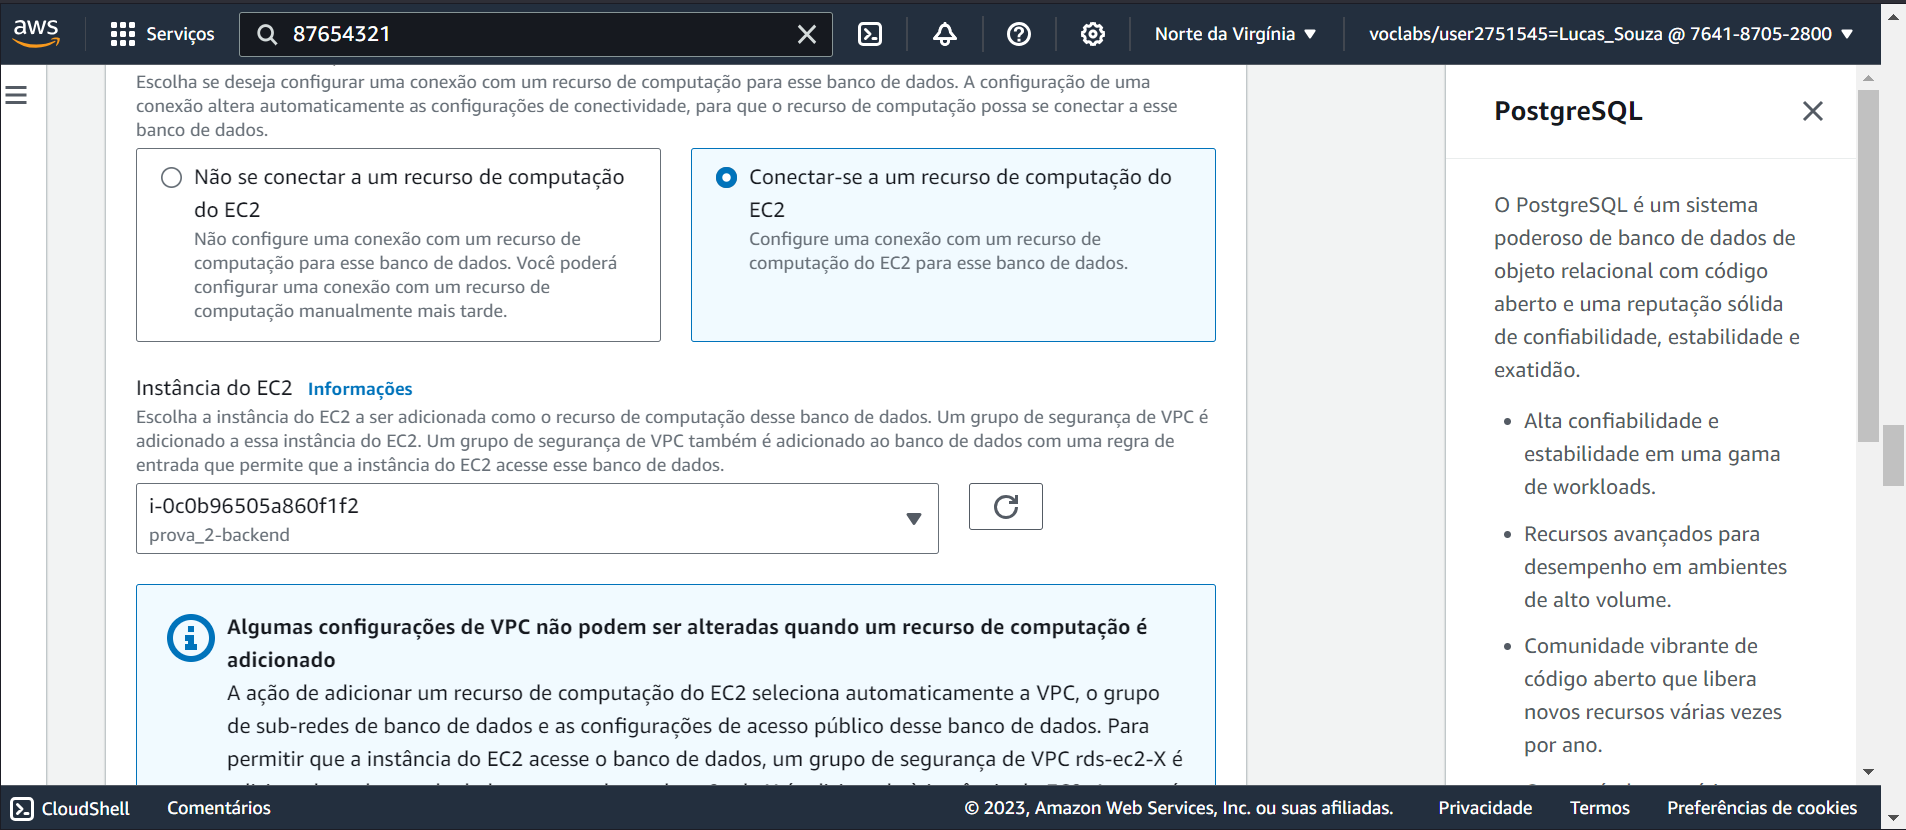 aws
Serviços
87654321
Norte da Virgínia
voclabs/user2751545=Lucas_Souza @ 7641-8705-2800
Escolha se deseja configurar uma conexão com um recurso de computação para esse banco de dados. A configuração de uma
conexão altera automaticamente as configurações de conectividade, para que o recurso de computação possa se conectar a esse
banco de dados.
Não se conectar a um recurso de computação
do EC2
Não configure uma conexão com um recurso de
computação para esse banco de dados. Você poderá
configurar uma conexão com um recurso de
computação manualmente mais tarde.
Conectar-se a um recurso de computação do
EC2
Configure uma conexão com um recurso de
computação do EC2 para esse banco de dados.
Instância do EC2 Informações
Escolha a instância do EC2 a ser adicionada como o recurso de computação desse banco de dados. Um grupo de segurança de VPC é
adicionado a essa instância do EC2. Um grupo de segurança de VPC também é adicionado ao banco de dados com uma regra de
entrada que permite que a instância do EC2 acesse esse banco de dados.
i-0c0b96505a860f1f2
prova_2-backend
Algumas configurações de VPC não podem ser alteradas quando um recurso de computação é
adicionado
A ação de adicionar um recurso de computação do EC2 seleciona automaticamente a VPC, o grupo
de sub-redes de banco de dados e as configurações de acesso público desse banco de dados. Para
permitir que a instância do EC2 acesse o banco de dados, um grupo de segurança de VPC rds-ec2-X é
PostgreSQL
O PostgreSQL é um sistema
poderoso de banco de dados de
objeto relacional com código
aberto e uma reputação sólida
de confiabilidade, estabilidade e
exatidão.
• Alta confiabilidade e
estabilidade em uma gama
de workloads.
• Recursos avançados para
desempenho em ambientes
de alto volume.
• Comunidade vibrante de
código aberto que libera
novos recursos várias vezes
por ano.
CloudShell
Comentários
© 2023, Amazon Web Services, Inc. ou suas afiliadas.
Privacidade
Termos
Preferências de cookies